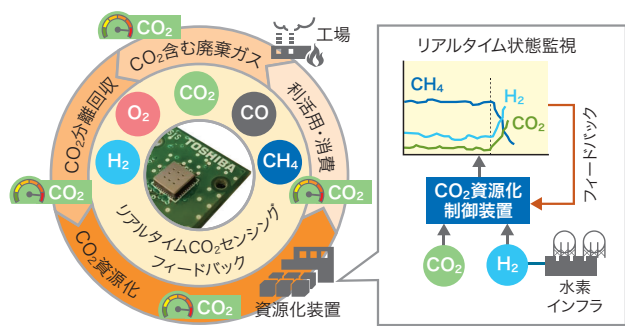 CO₂
工場
CO₂含む廃棄ガス
CO₂分離回収
利活用・消費
CO₂
O₂
CO
H₂
CH₄
TOSHIBA
CO₂
CO₂
リアルタイムCO₂センシング
フィードバック
CO₂資源化
CO₂
資源化装置
リアルタイム状態監視
CH₄
H₂
CO₂
フィードバック
CO₂資源化
制御装置
CO₂
H₂
水素
インフラ